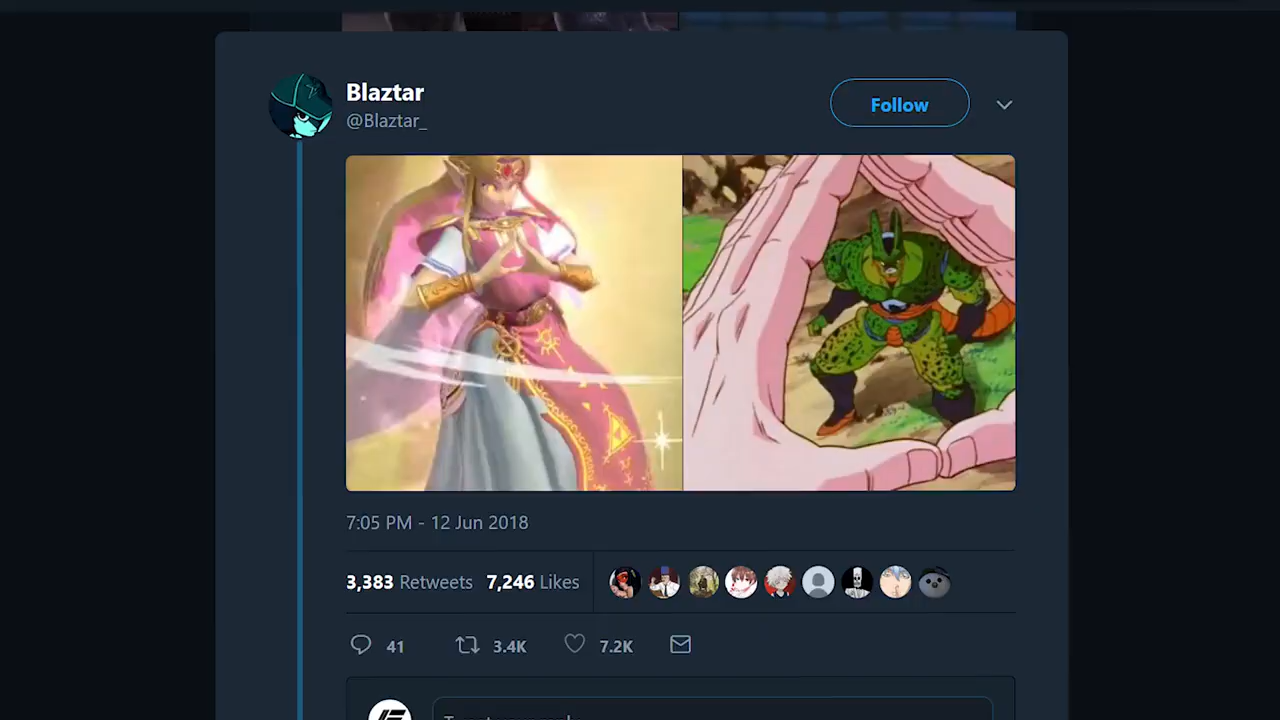 Blaztar
@Blaztar_
Follow
7:05 PM - 12 Jun 2018
3,383 Retweets 7,246 Likes
41 3.4K 7.2K